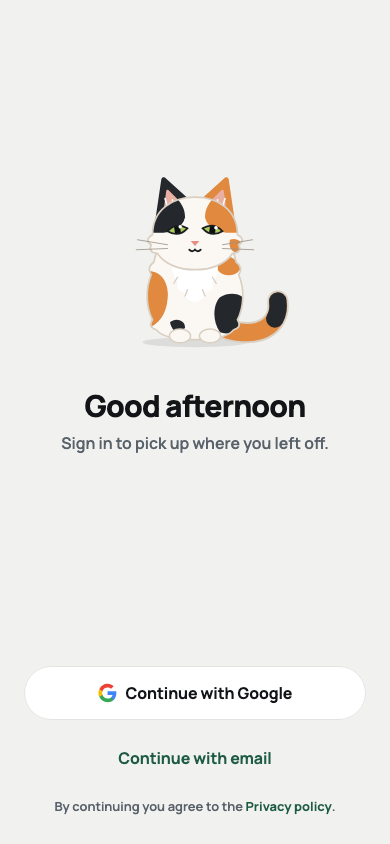 Good afternoon
Sign in to pick up where you left off.
Continue with Google
Continue with email
By continuing you agree to the Privacy policy.